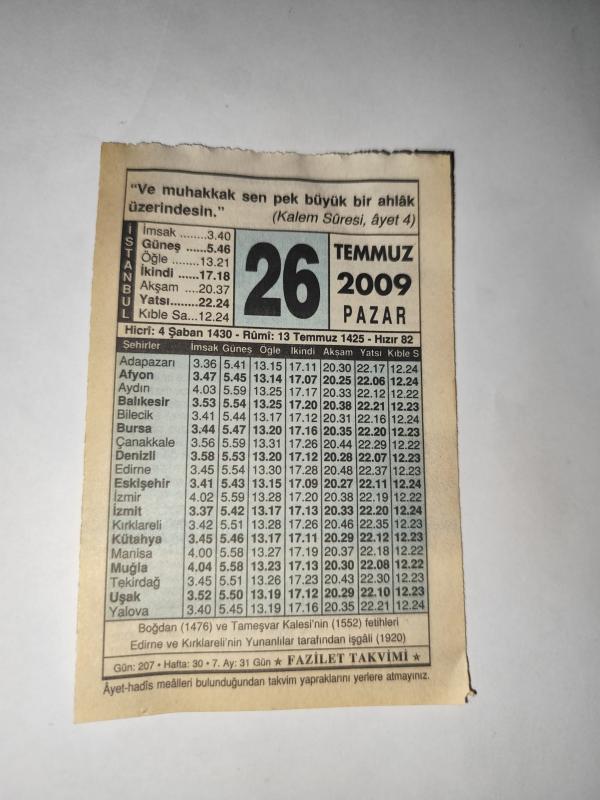 "Ve muhakkak sen pek büyük bir ahlâk
üzerindesin." (Kalem Sûresi, âyet 4)
İSTANBUL
İmsak ........3.40
Güneş ......5.46
Öğle ........13.21
İkindi ......17.18
Akşam ....20.37
Yatsı........22.24
Kıble Sa...12.24
26
TEMMUZ
2009
PAZAR
Hicrî: 4 Şaban 1430 - Rûmî: 13 Temmuz 1425 - Hızır 82
Şehirler İmsak Güneş Öğle İkindi Akşam Yatsı Kıble S
Adapazarı 3.36 5.41 13.15 17.11 20.30 22.17 12.24
Afyon 3.47 5.45 13.14 17.07 20.25 22.06 12.24
Aydın 4.03 5.59 13.25 17.17 20.33 22.12 12.22
Balıkesir 3.53 5.54 13.25 17.20 20.38 22.21 12.23
Bilecik 3.41 5.44 13.17 17.12 20.31 22.16 12.24
Bursa 3.44 5.47 13.20 17.16 20.35 22.20 12.23
Çanakkale 3.56 5.59 13.31 17.26 20.44 22.29 12.22
Denizli 3.58 5.53 13.20 17.12 20.28 22.07 12.23
Edirne 3.45 5.54 13.30 17.28 20.48 22.37 12.23
Eskişehir 3.41 5.43 13.15 17.09 20.27 22.11 12.24
İzmir 4.02 5.59 13.28 17.20 20.38 22.19 12.22
İzmit 3.37 5.42 13.17 17.13 20.33 22.20 12.24
Kırklareli 3.42 5.51 13.28 17.26 20.46 22.35 12.23
Kütahya 3.45 5.46 13.17 17.11 20.29 22.12 12.23
Manisa 4.00 5.58 13.27 17.19 20.37 22.18 12.22
Muğla 4.04 5.58 13.23 17.13 20.30 22.08 12.22
Tekirdağ 3.45 5.51 13.26 17.23 20.43 22.30 12.23
Uşak 3.52 5.50 13.19 17.12 20.29 22.10 12.23
Yalova 3.40 5.45 13.19 17.16 20.35 22.21 12.24
Boğdan (1476) ve Tameşvar Kalesi'nin (1552) fetihleri
Edirne ve Kırklareli'nin Yunanlılar tarafından işgâli (1920)
Gün: 207 • Hafta: 30 • 7. Ay: 31 Gün ★ FAZİLET TAKVİMİ ★
Âyet-hadîs meâlleri bulunduğundan takvim yapraklarını yerlere atmayınız.